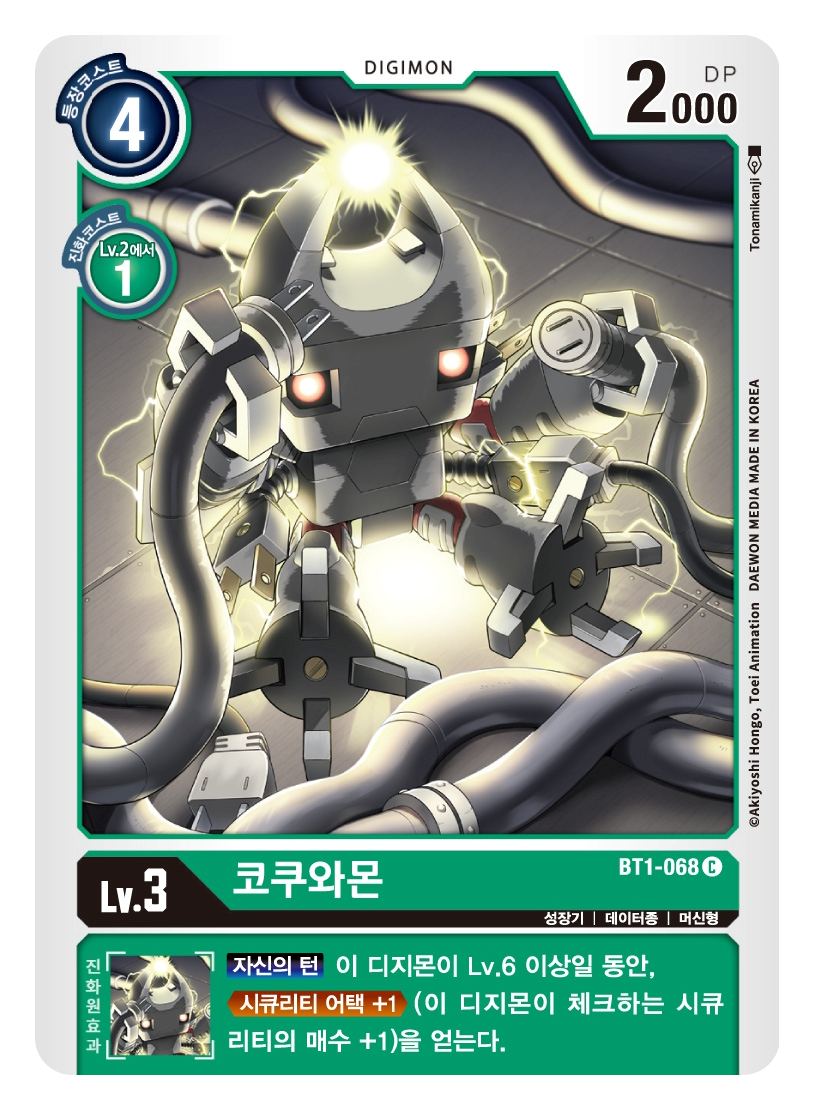 DIGIMON
등장코스트
4
DP
2000
진화코스트
Lv.2에서
1
Tonamikanji
©Akiyoshi Hongo, Toei Animation DAEWON MEDIA MADE IN KOREA
Lv.3
코쿠와몬
BT1-068 C
성장기 | 데이터종 | 머신형
진화원효과
자신의 턴 이 디지몬이 Lv.6 이상일 동안,
시큐리티 어택 +1 (이 디지몬이 체크하는 시큐
리티의 매수 +1)을 얻는다.